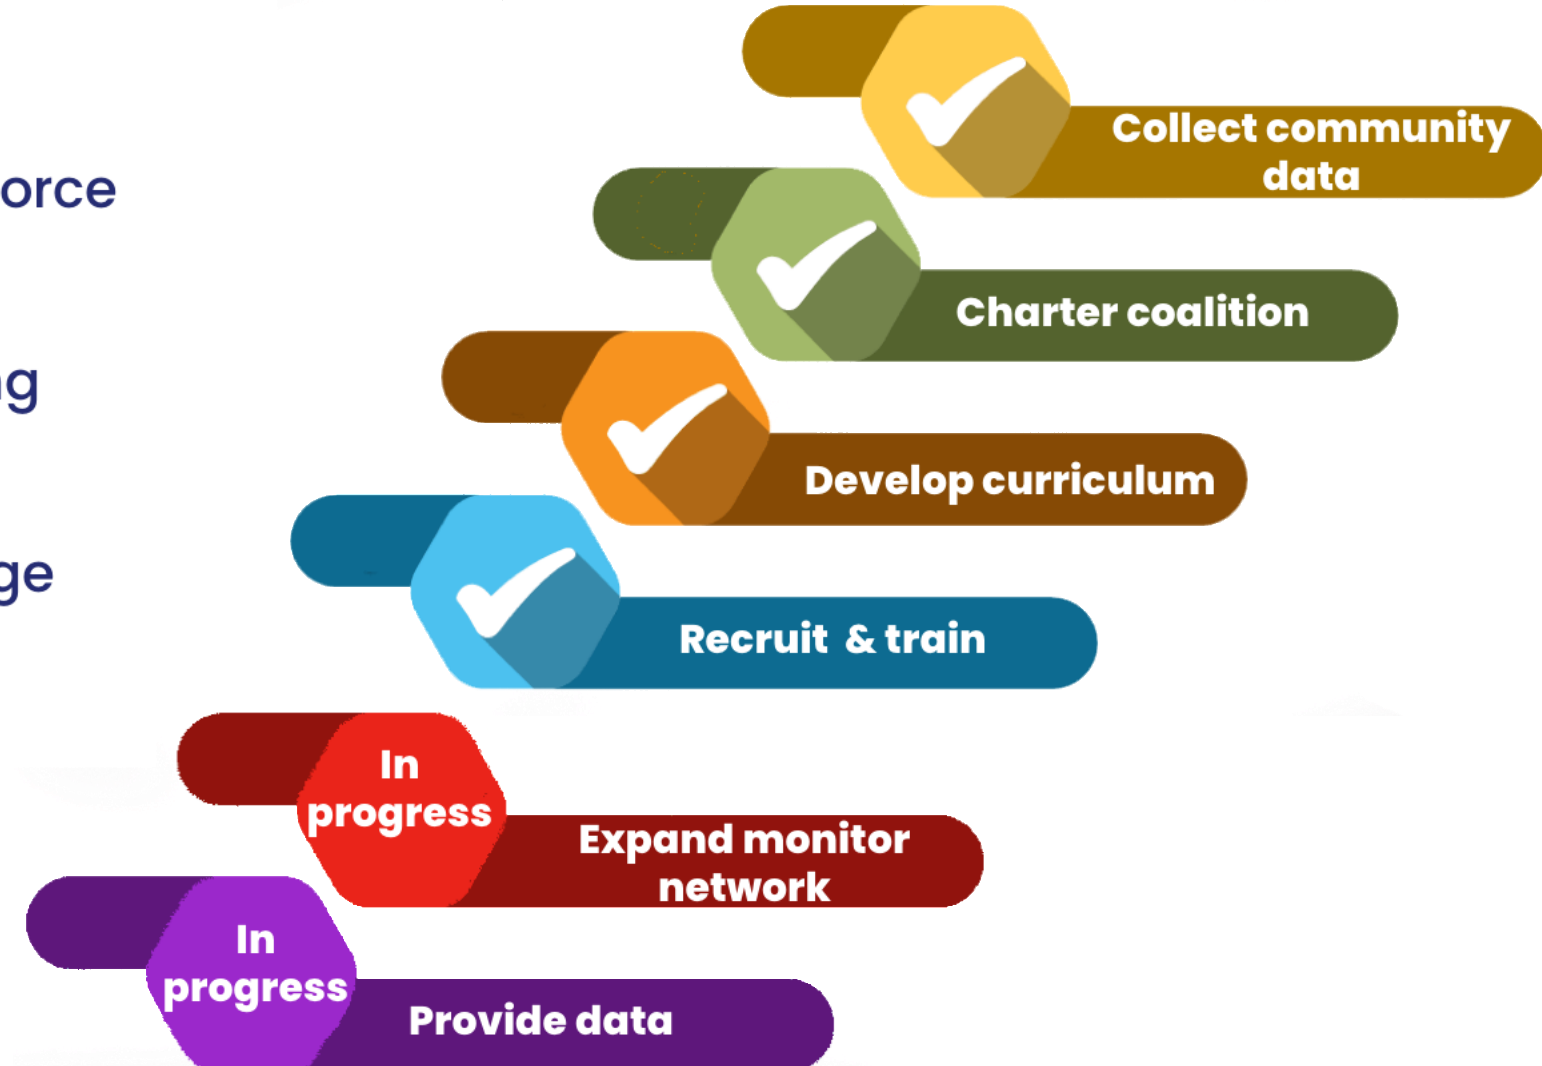 Collect community
data
orce
Charter coalition
ng
Develop curriculum
ge
Recruit & train
In
progress
Expand monitor
network
In
progress
Provide data